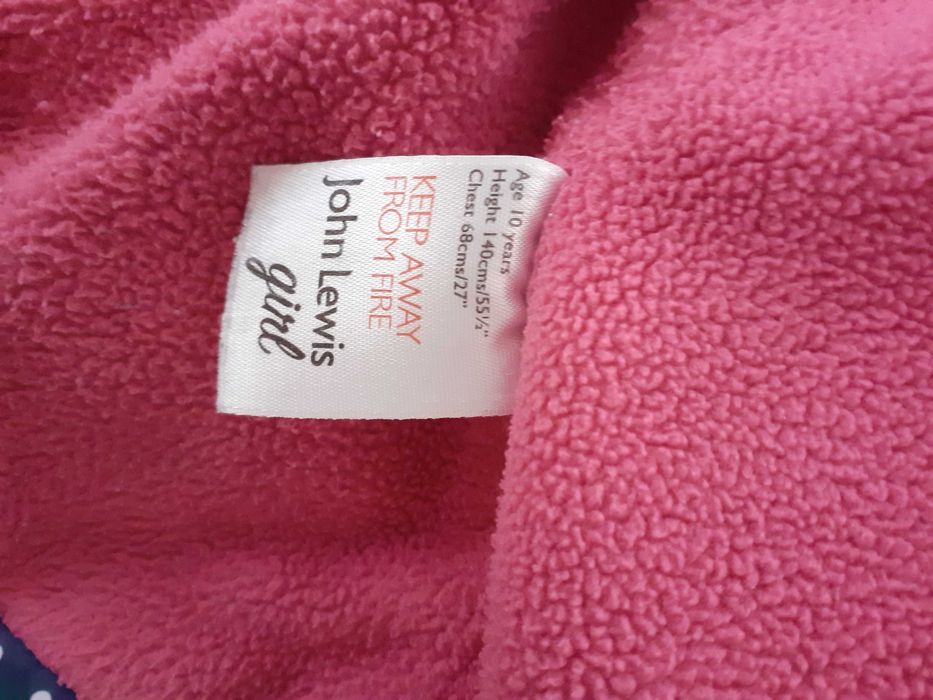 Age 10 years
Height 140cms/55½"
Chest 68cms/27"
KEEP AWAY
FROM FIRE
John Lewis
girl